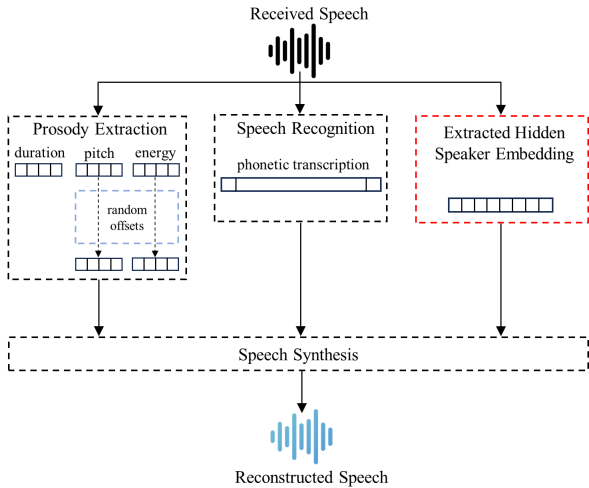 Received Speech
Prosody Extraction
duration pitch energy
random
offsets
Speech Recognition
phonetic transcription
Extracted Hidden
Speaker Embedding
Speech Synthesis
Reconstructed Speech